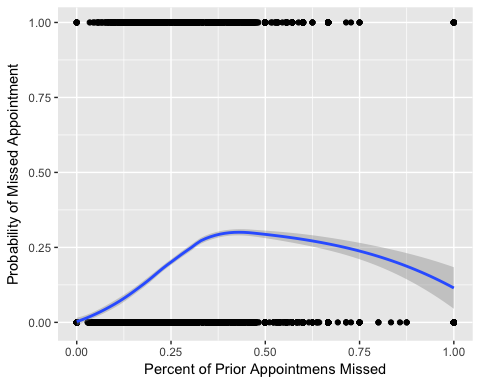 1.00
0.75
0.50
0.25
0.00
Probability of Missed Appointment
0.00 0.25 0.50 0.75 1.00
Percent of Prior Appointmens Missed